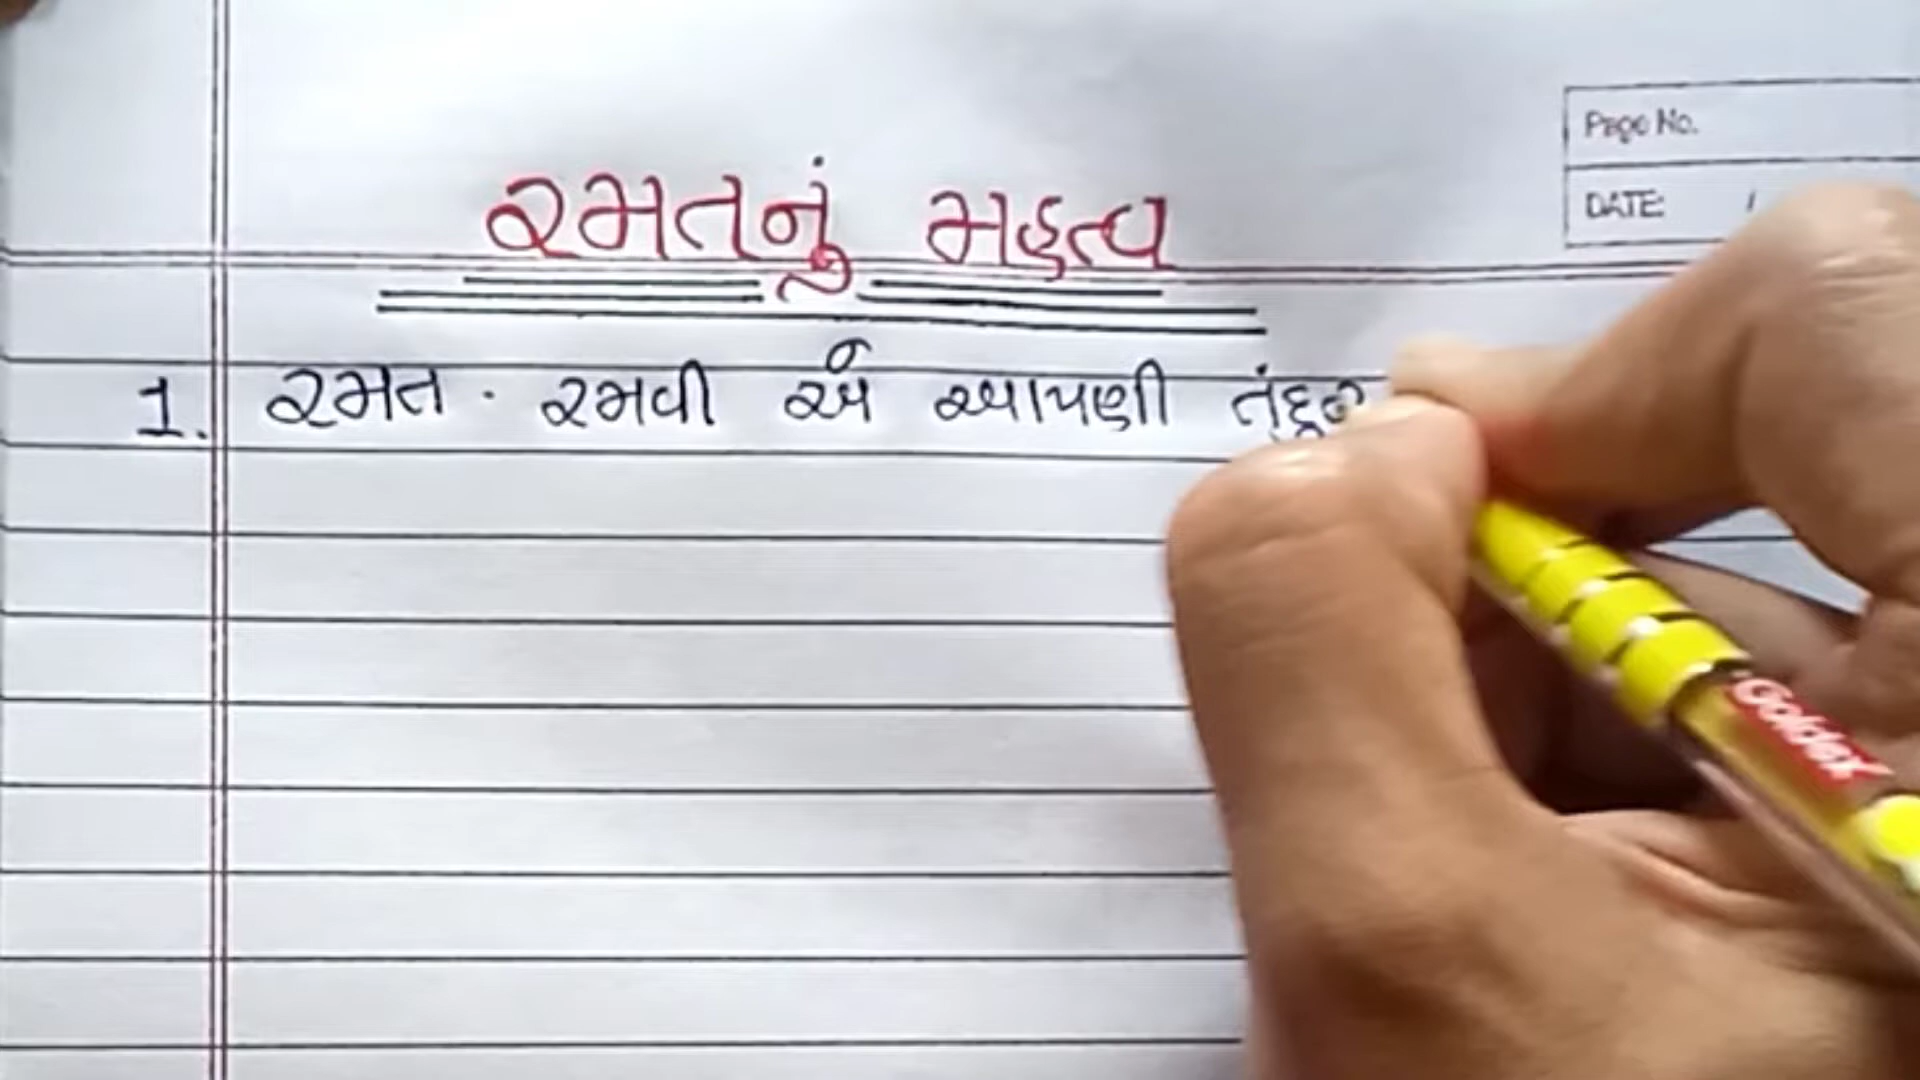 Page No.
DATE: /
રમતનું મહત્વ
1. રમત . રમવી એ આપણી તંદુર
Goldex